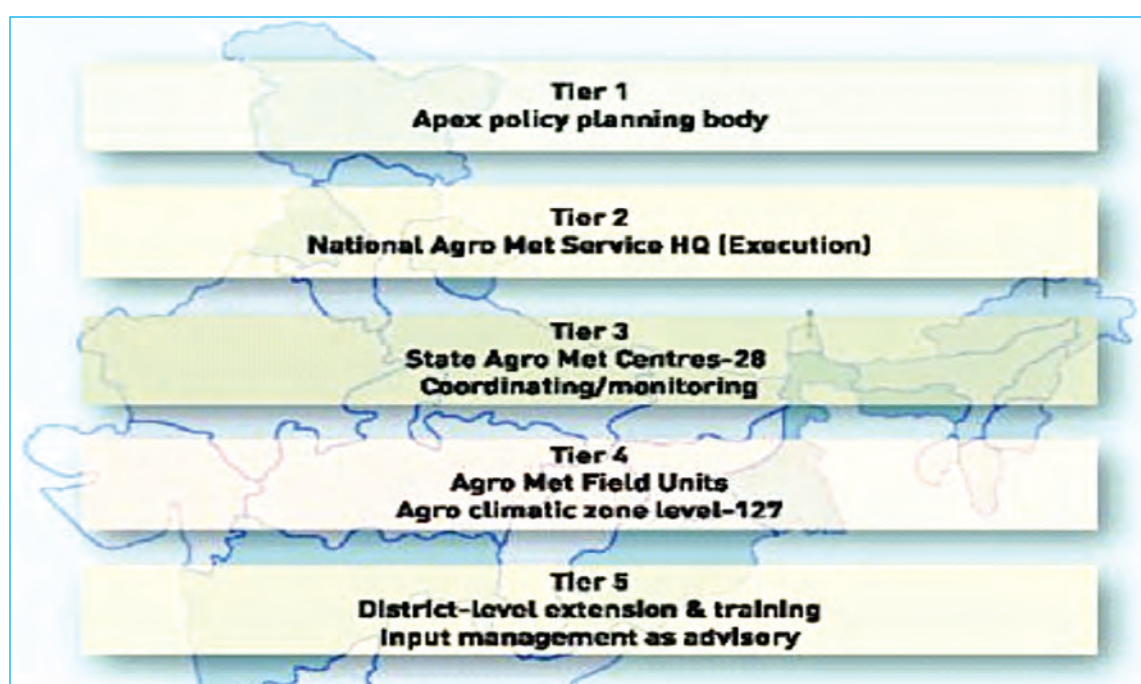 Tier 1
Apex policy planning body
Tier 2
National Agro Met Service HQ (Execution)
Tier 3
State Agro Met Centres-28
Coordinating/monitoring
Tier 4
Agro Met Field Units
Agro climatic zone level-127
Tier 5
District-level extension & training
Input management as advisory